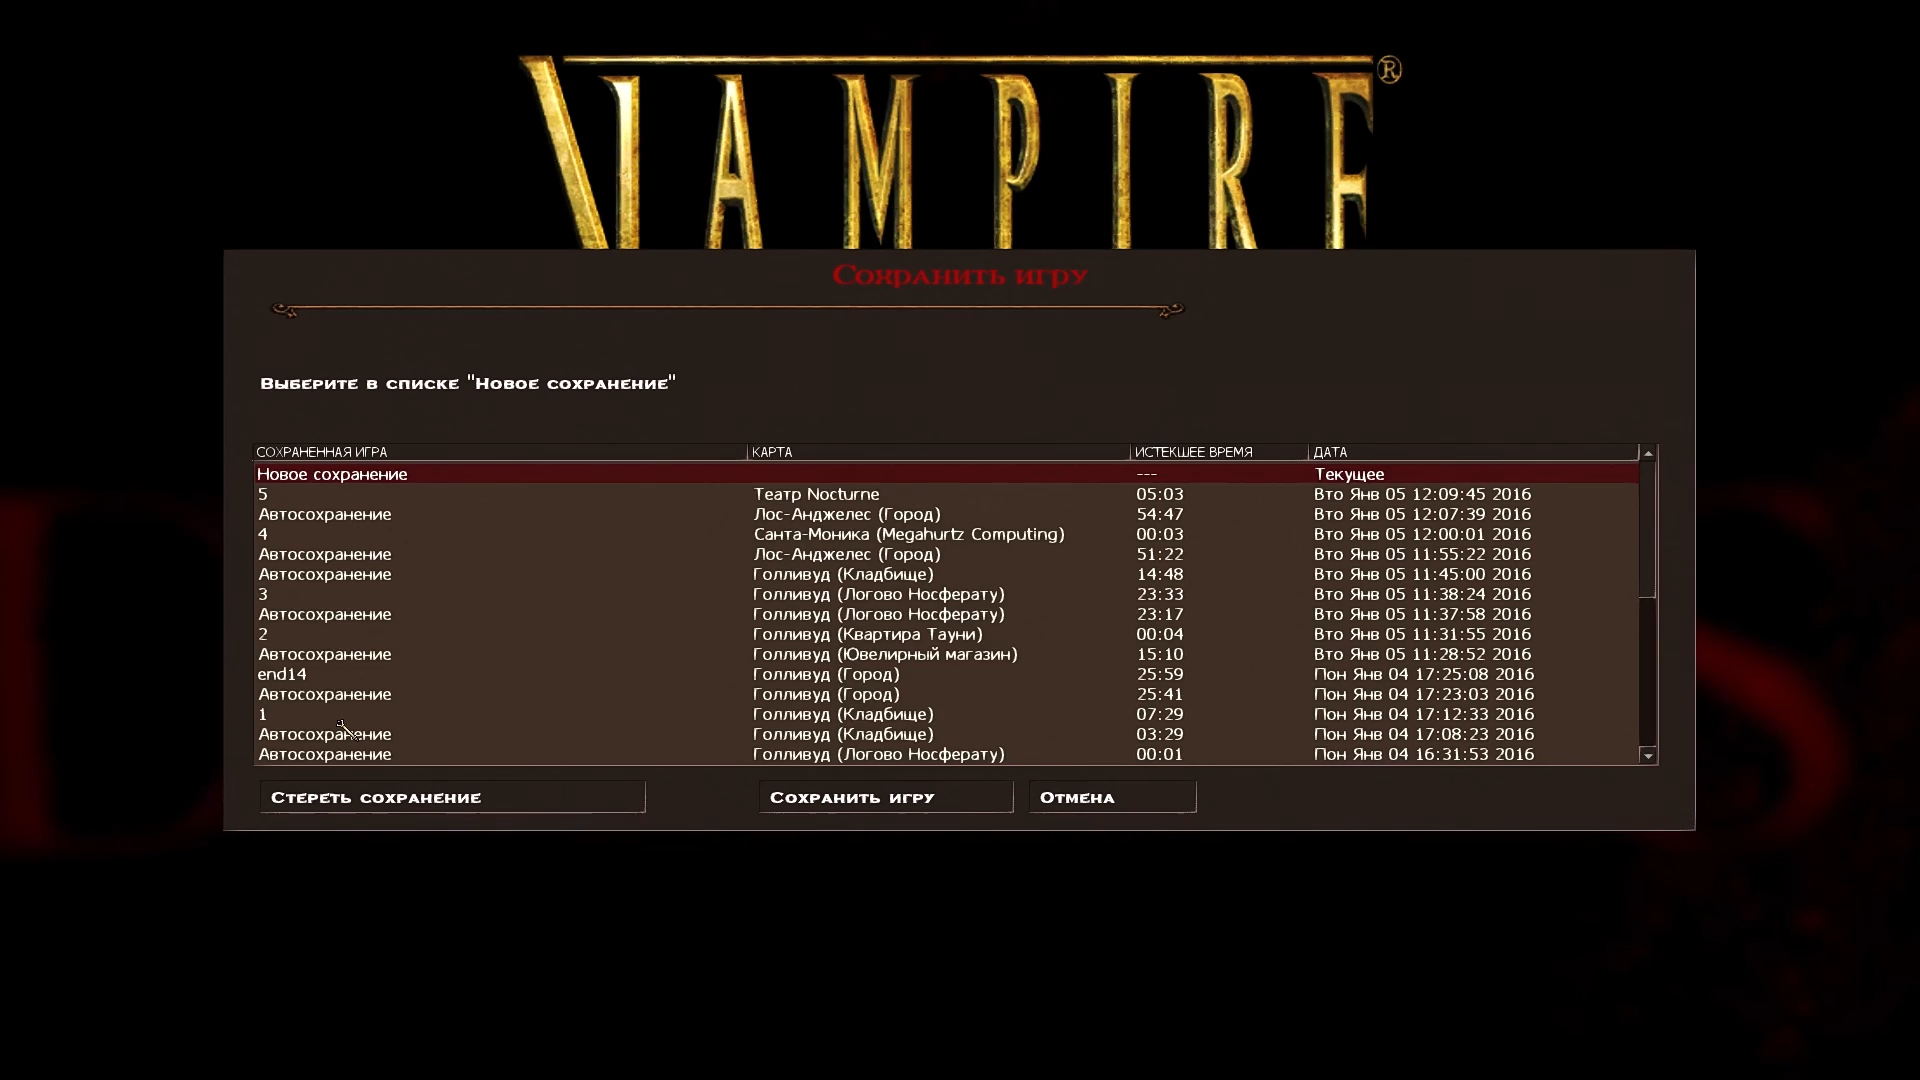 VAMPIRE®
Сохранить игру
Выберите в списке "Новое сохранение"
СОХРАНЕННАЯ ИГРА КАРТА ИСТЕКШЕЕ ВРЕМЯ ДАТА
Новое сохранение --- Текущее
5 Театр Nocturne 05:03 Вто Янв 05 12:09:45 2016
Автосохранение Лос-Анджелес (Город) 54:47 Вто Янв 05 12:07:39 2016
4 Санта-Моника (Megahurtz Computing) 00:03 Вто Янв 05 12:00:01 2016
Автосохранение Лос-Анджелес (Город) 51:22 Вто Янв 05 11:55:22 2016
Автосохранение Голливуд (Кладбище) 14:48 Вто Янв 05 11:45:00 2016
3 Голливуд (Логово Носферату) 23:33 Вто Янв 05 11:38:24 2016
Автосохранение Голливуд (Логово Носферату) 23:17 Вто Янв 05 11:37:58 2016
2 Голливуд (Квартира Тауни) 00:04 Вто Янв 05 11:31:55 2016
Автосохранение Голливуд (Ювелирный магазин) 15:10 Вто Янв 05 11:28:52 2016
end14 Голливуд (Город) 25:59 Пон Янв 04 17:25:08 2016
Автосохранение Голливуд (Город) 25:41 Пон Янв 04 17:23:03 2016
1 Голливуд (Кладбище) 07:29 Пон Янв 04 17:12:33 2016
Автосохранение Голливуд (Кладбище) 03:29 Пон Янв 04 17:08:23 2016
Автосохранение Голливуд (Логово Носферату) 00:01 Пон Янв 04 16:31:53 2016
Стереть сохранение Сохранить игру Отмена